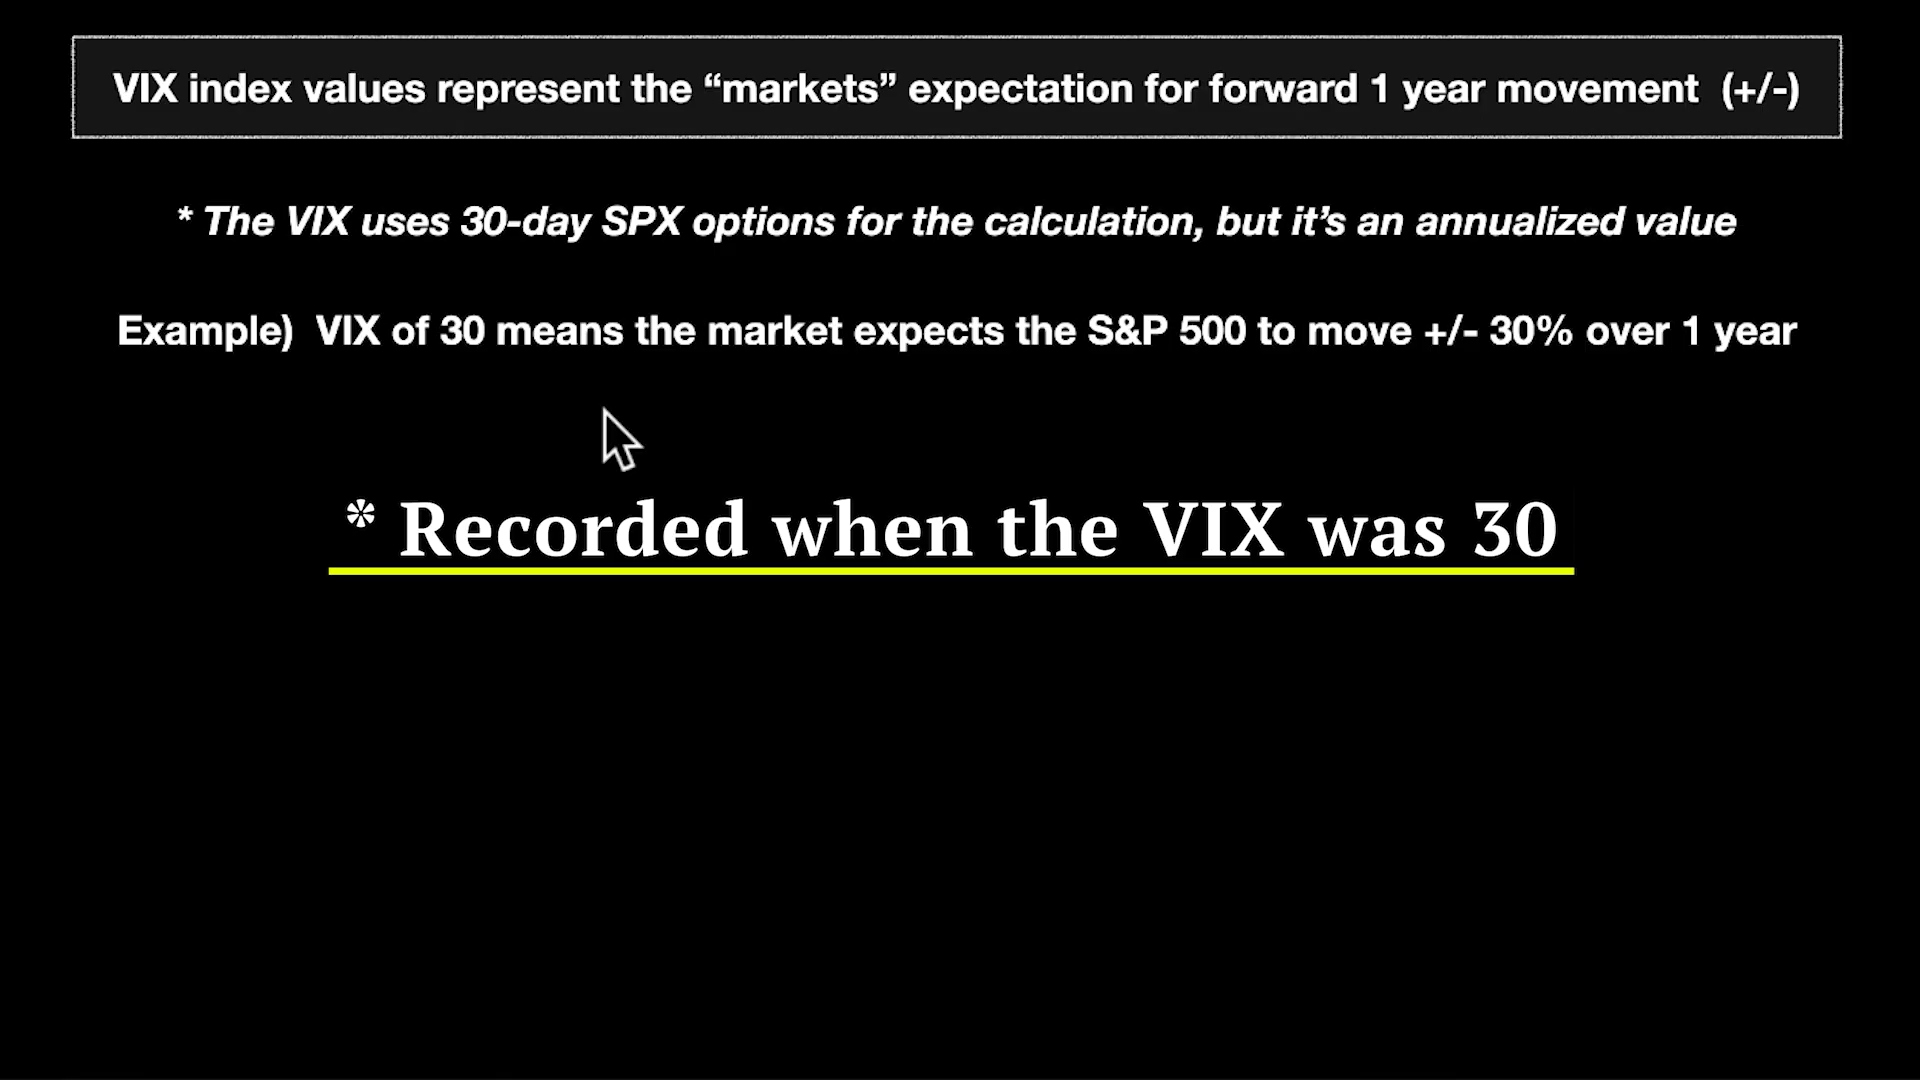 VIX index values represent the “markets” expectation for forward 1 year movement (+/-)
* The VIX uses 30-day SPX options for the calculation, but it’s an annualized value
Example) VIX of 30 means the market expects the S&P 500 to move +/- 30% over 1 year
* Recorded when the VIX was 30